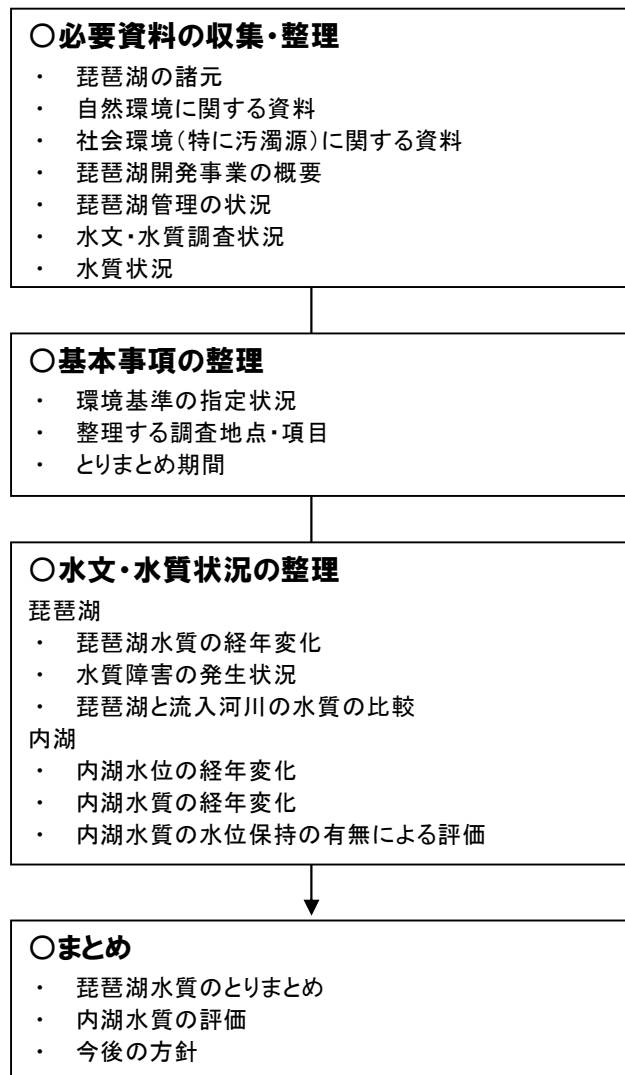 〇必要資料の収集・整理
・ 琵琶湖の諸元
・ 自然環境に関する資料
・ 社会環境（特に汚濁源）に関する資料
・ 琵琶湖開発事業の概要
・ 琵琶湖管理の状況
・ 水文・水質調査状況
・ 水質状況
〇基本事項の整理
・ 環境基準の指定状況
・ 整理する調査地点・項目
・ とりまとめ期間
〇水文・水質状況の整理
琵琶湖
・ 琵琶湖水質の経年変化
・ 水質障害の発生状況
・ 琵琶湖と流入河川の水質の比較
内湖
・ 内湖水位の経年変化
・ 内湖水質の経年変化
・ 内湖水質の水位保持の有無による評価
〇まとめ
・ 琵琶湖水質のとりまとめ
・ 内湖水質の評価
・ 今後の方針